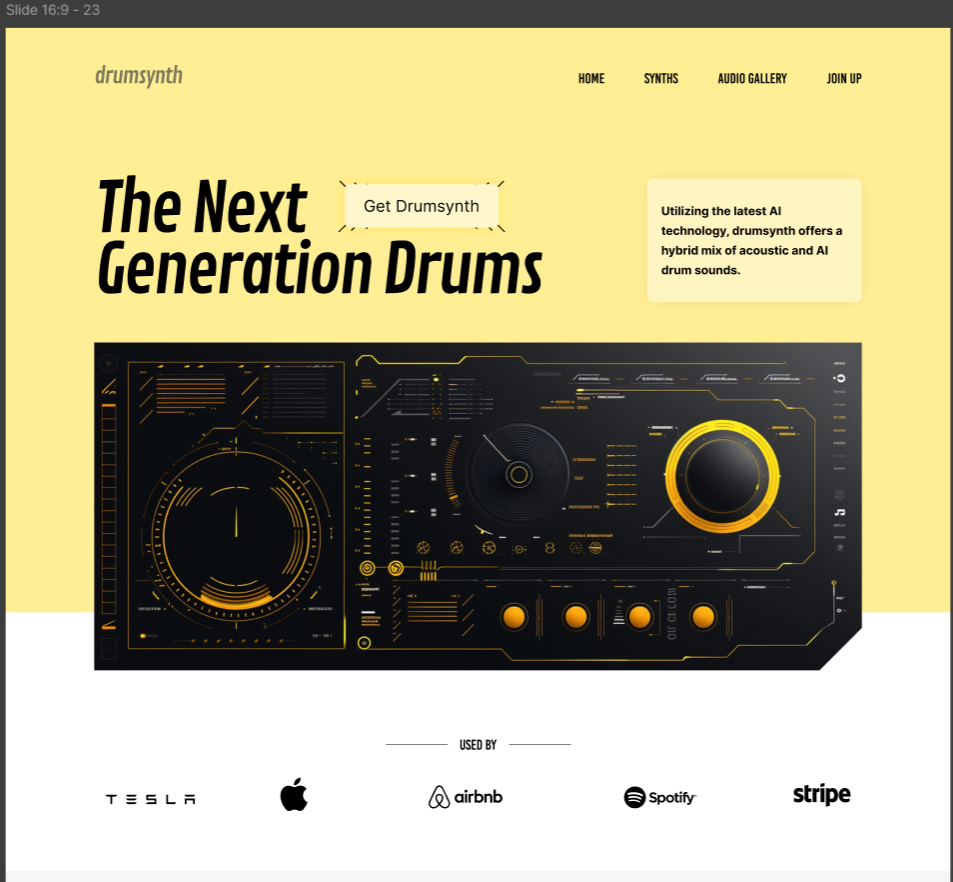 Slide 16:9 - 23
drumsynth
HOME SYNTHS AUDIO GALLERY JOIN UP
The Next
Get Drumsynth
Generation Drums
Utilizing the latest AI
technology, drumsynth offers a
hybrid mix of acoustic and AI
drum sounds.
USED BY
TESLA
airbnb
Spotify
stripe